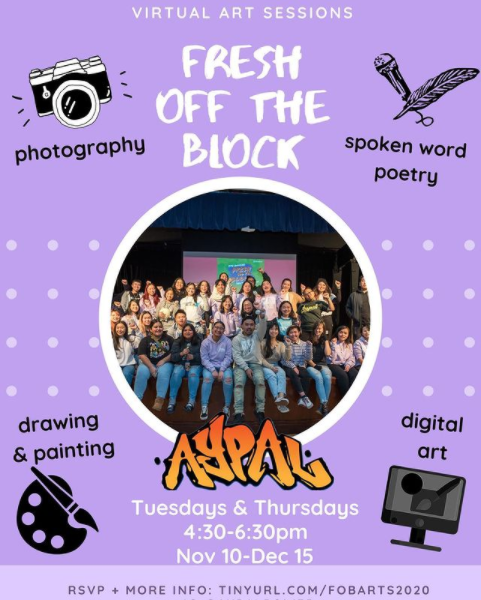 VIRTUAL ART SESSIONS
FRESH
OFF THE
BLOCK
photography
spoken word
poetry
drawing
& painting
digital
art
AYPAL
Tuesdays & Thursdays
4:30-6:30pm
Nov 10-Dec 15
RSVP + MORE INFO: TINYURL.COM/FOBARTS2020